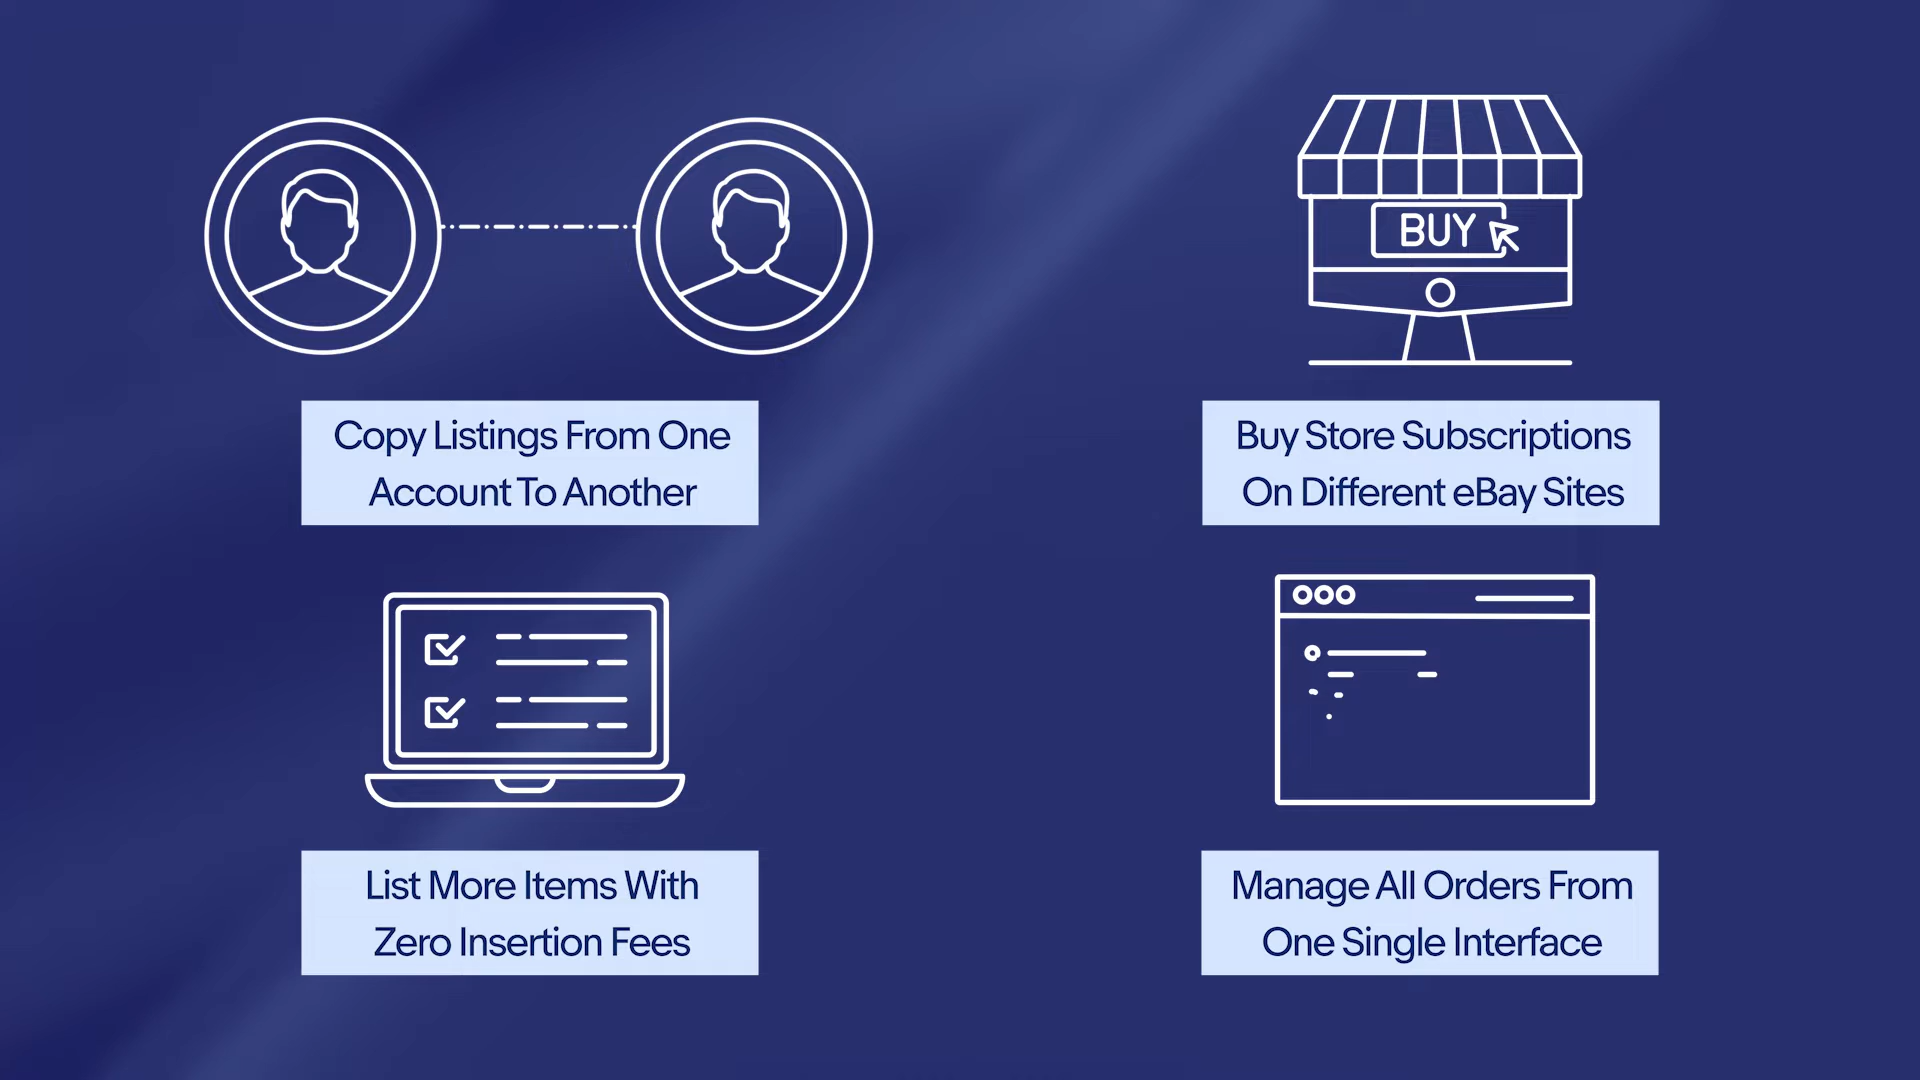 BUY
Copy Listings From One
Account To Another
Buy Store Subscriptions
On Different eBay Sites
List More Items With
Zero Insertion Fees
Manage All Orders From
One Single Interface